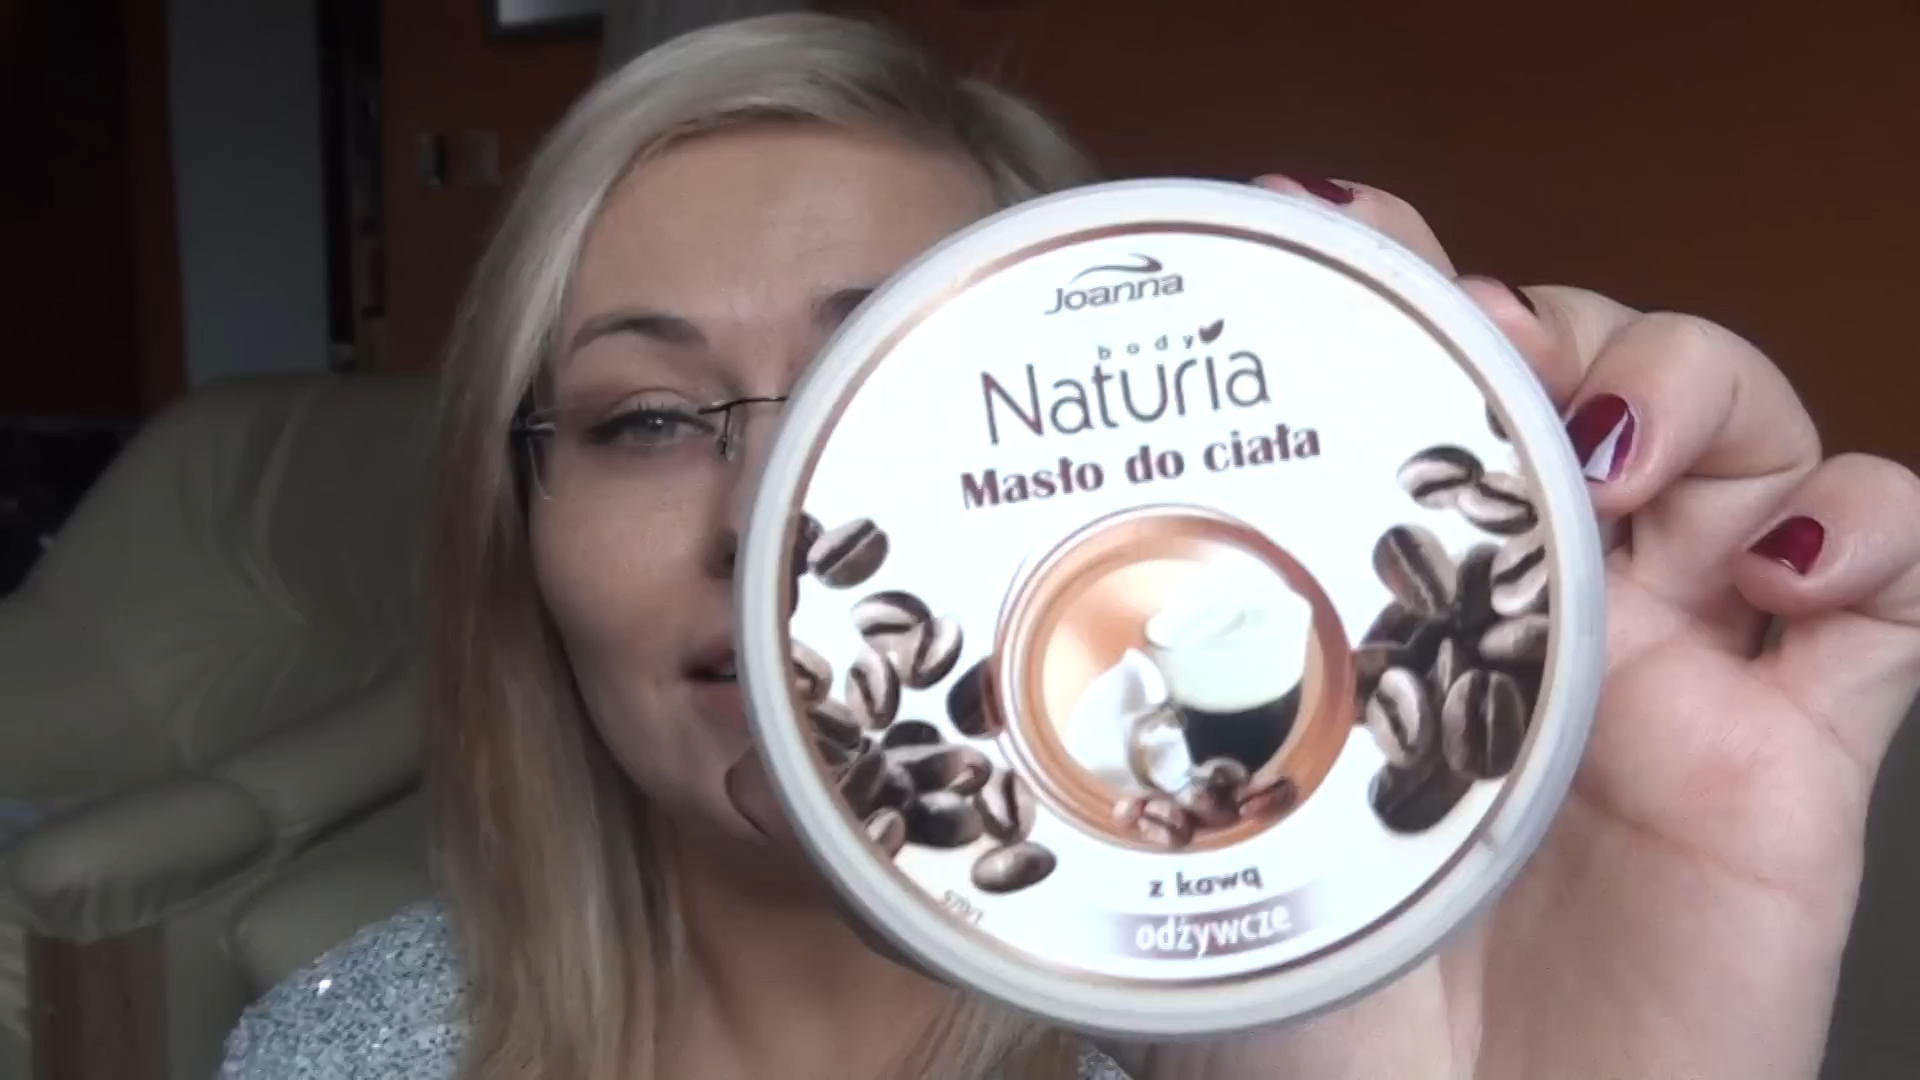 Joanna
body
Naturia
Masło do ciała
z kawą
odżywcze